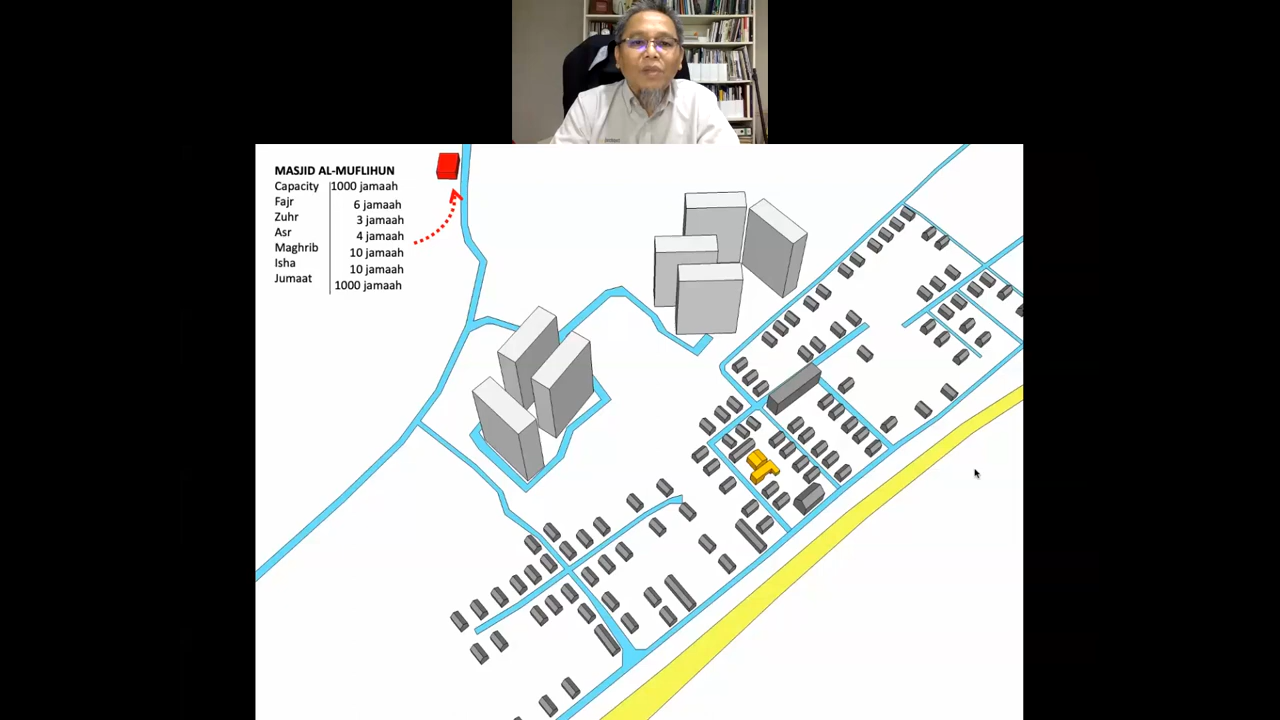 MASJID AL-MUFLIHUN
Capacity 1000 jamaah
Fajr 6 jamaah
Zuhr 3 jamaah
Asr 4 jamaah
Maghrib 10 jamaah
Isha 10 jamaah
Jumaat 1000 jamaah